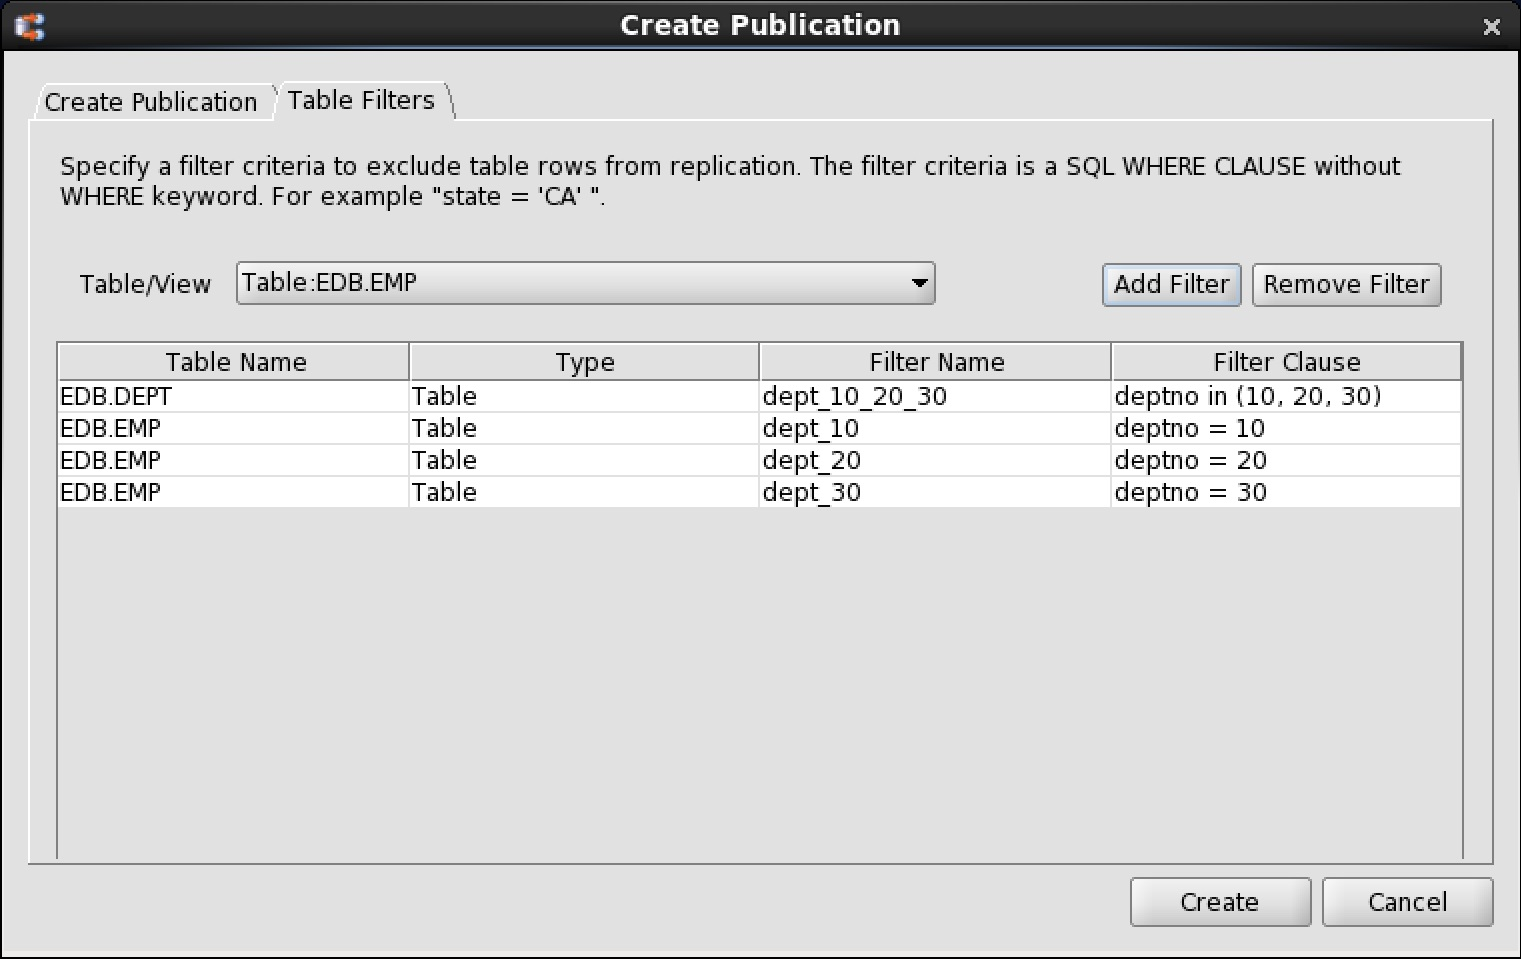 Create Publication
Create Publication Table Filters
Specify a filter criteria to exclude table rows from replication. The filter criteria is a SQL WHERE CLAUSE without
WHERE keyword. For example "state = 'CA' ".
Table/View Table:EDB.EMP Add Filter Remove Filter
Table Name Type Filter Name Filter Clause
EDB.DEPT Table dept_10_20_30 deptno in (10, 20, 30)
EDB.EMP Table dept_10 deptno = 10
EDB.EMP Table dept_20 deptno = 20
EDB.EMP Table dept_30 deptno = 30
Create Cancel